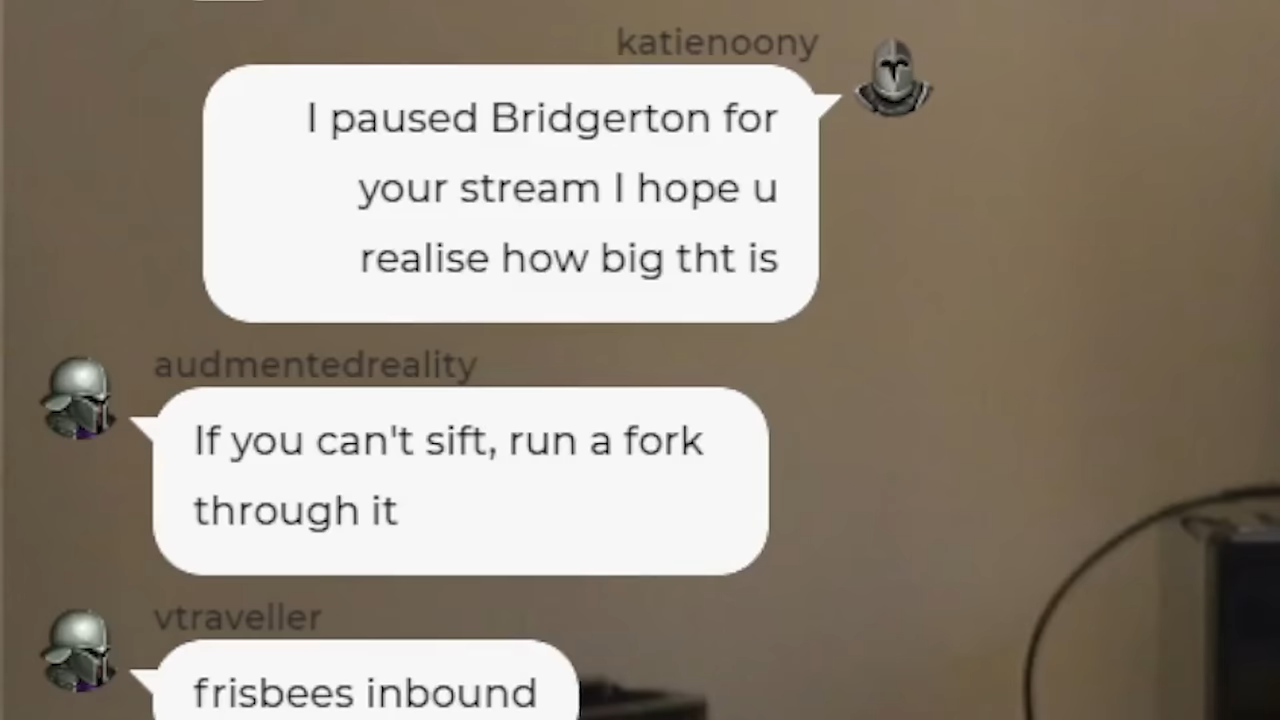 katienoony
I paused Bridgerton for
your stream I hope u
realise how big tht is
audmentedreality
If you can't sift, run a fork
through it
vtraveller
frisbees inbound